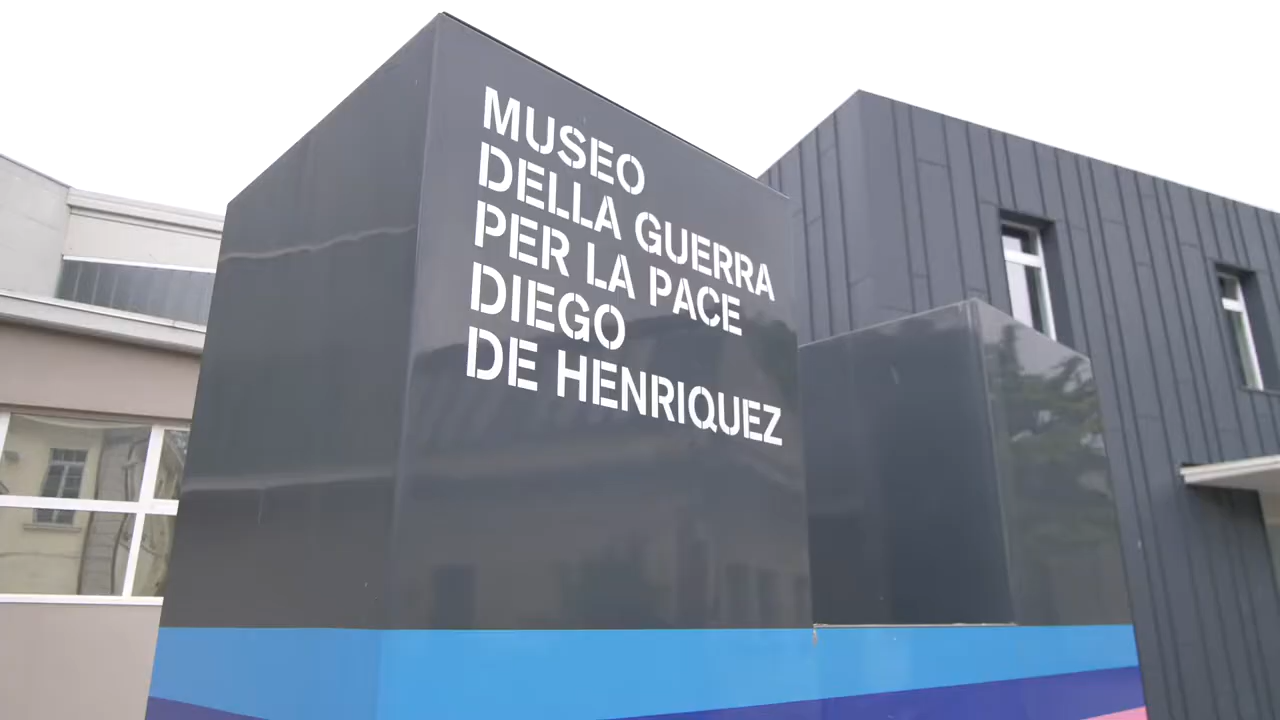 MUSEO
DELLA GUERRA
PER LA PACE
DIEGO
DE HENRIQUEZ